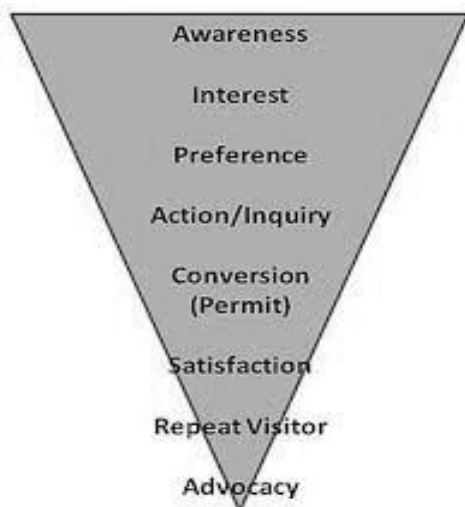 Awareness
Interest
Preference
Action/Inquiry
Conversion
(Permit)
Satisfaction
Repeat Visitor
Advocacy